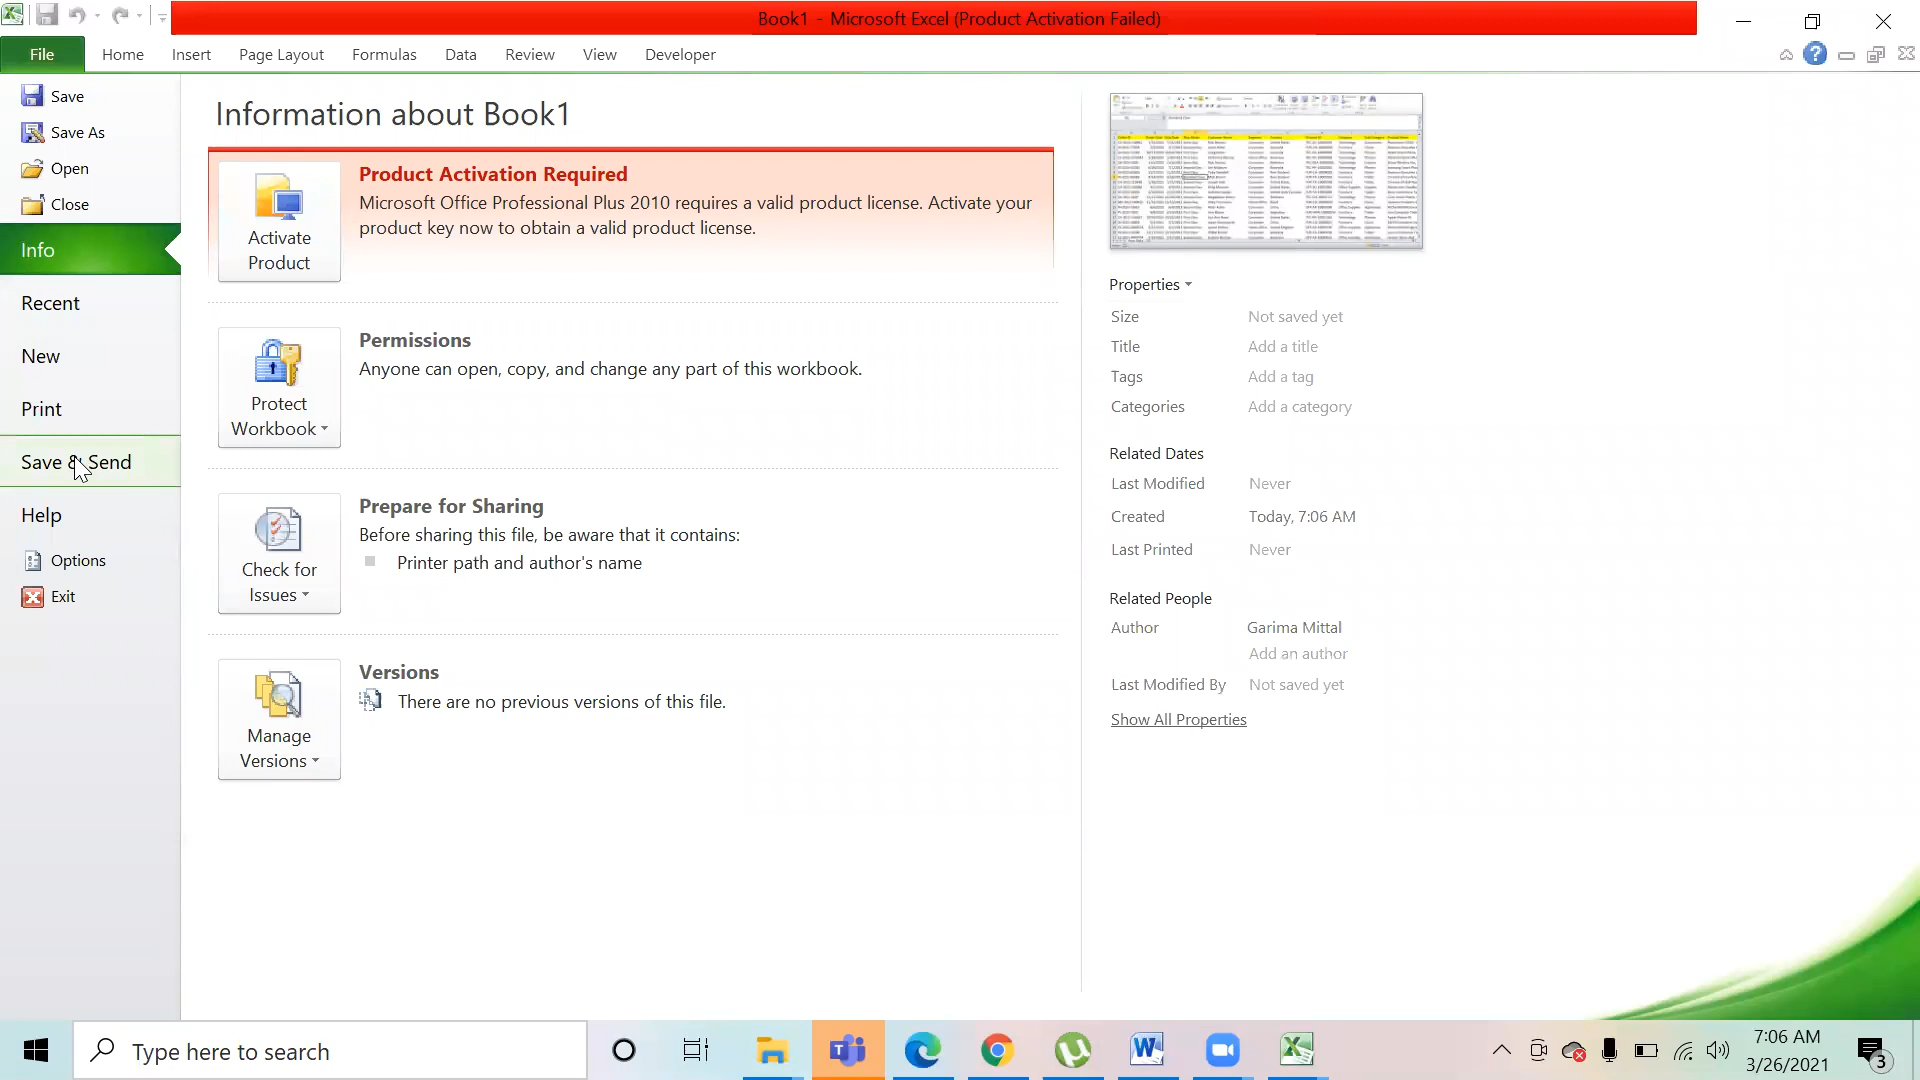 Book1 - Microsoft Excel (Product Activation Failed)
File Home Insert Page Layout Formulas Data Review View Developer
Save
Save As
Open
Close
Info
Recent
New
Print
Save & Send
Help
Options
Exit
Information about Book1
Activate
Product
Product Activation Required
Microsoft Office Professional Plus 2010 requires a valid product license. Activate your
product key now to obtain a valid product license.
Protect
Workbook
Permissions
Anyone can open, copy, and change any part of this workbook.
Check for
Issues
Prepare for Sharing
Before sharing this file, be aware that it contains:
Printer path and author's name
Manage
Versions
Versions
There are no previous versions of this file.
Properties
Size Not saved yet
Title Add a title
Tags Add a tag
Categories Add a category
Related Dates
Last Modified Never
Created Today, 7:06 AM
Last Printed Never
Related People
Author Garima Mittal
Add an author
Last Modified By Not saved yet
Show All Properties
Type here to search
7:06 AM
3/26/2021
3